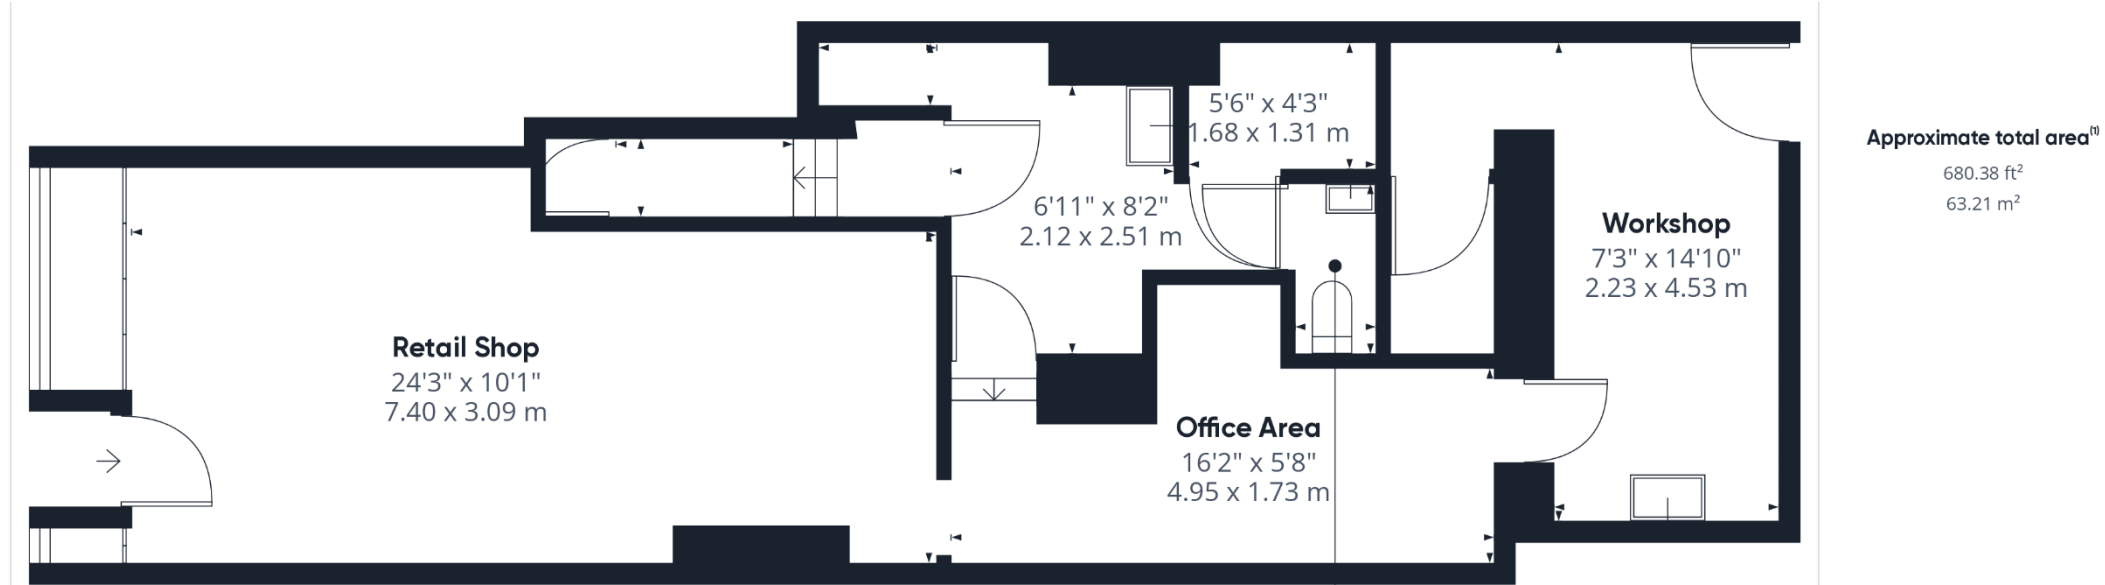 5'6" x 4'3"
1.68 x 1.31 m
Approximate total area(1)
680.38 ft²
63.21 m²
6'11" x 8'2"
2.12 x 2.51 m
Workshop
7'3" x 14'10"
2.23 x 4.53 m
Retail Shop
24'3" x 10'1"
7.40 x 3.09 m
Office Area
16'2" x 5'8"
4.95 x 1.73 m